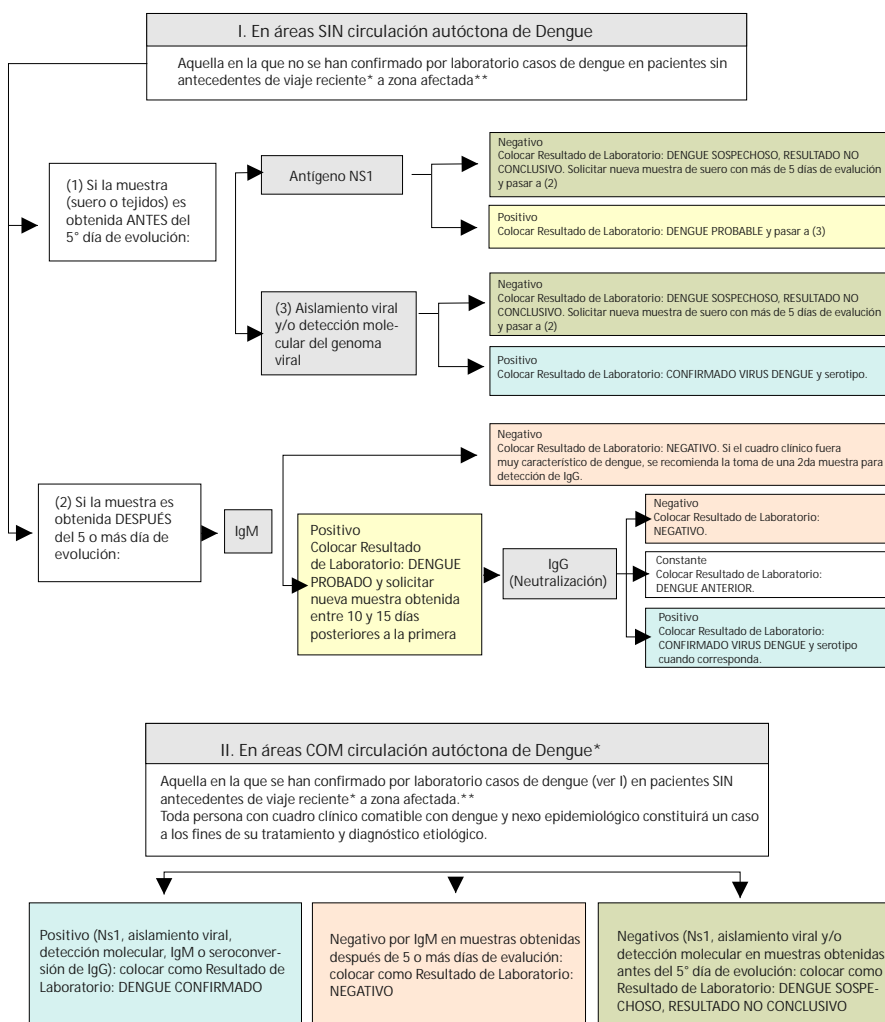 I. En áreas SIN circulación autóctona de Dengue
Aquella en la que no se han confirmado por laboratorio casos de dengue en pacientes sin
antecedentes de viaje reciente* a zona afectada**
(1) Si la muestra
(suero o tejidos) es
obtenida ANTES del
5° día de evolución:
Antígeno NS1
Negativo
Colocar Resultado de Laboratorio: DENGUE SOSPECHOSO, RESULTADO NO
CONCLUSIVO. Solicitar nueva muestra de suero con más de 5 días de evalución
y pasar a (2)
Positivo
Colocar Resultado de Laboratorio: DENGUE PROBABLE y pasar a (3)
(3) Aislamiento viral
y/o detección mole-
cular del genoma
viral
Negativo
Colocar Resultado de Laboratorio: DENGUE SOSPECHOSO, RESULTADO NO
CONCLUSIVO. Solicitar nueva muestra de suero con más de 5 días de evalución
y pasar a (2)
Positivo
Colocar Resultado de Laboratorio: CONFIRMADO VIRUS DENGUE y serotipo.
(2) Si la muestra es
obtenida DESPUÉS
del 5 o más día de
evolución:
IgM
Negativo
Colocar Resultado de Laboratorio: NEGATIVO. Si el cuadro clínico fuera
muy característico de dengue, se recomienda la toma de una 2da muestra para
detección de IgG.
Positivo
Colocar Resultado
de Laboratorio: DENGUE
PROBADO y solicitar
nueva muestra obtenida
entre 10 y 15 días
posteriores a la primera
IgG
(Neutralización)
Negativo
Colocar Resultado de Laboratorio:
NEGATIVO.
Constante
Colocar Resultado de Laboratorio:
DENGUE ANTERIOR.
Positivo
Colocar Resultado de Laboratorio:
CONFIRMADO VIRUS DENGUE y serotipo
cuando corresponda.
II. En áreas COM circulación autóctona de Dengue*
Aquella en la que se han confirmado por laboratorio casos de dengue (ver I) en pacientes SIN
antecedentes de viaje reciente* a zona afectada.**
Toda persona con cuadro clínico comatible con dengue y nexo epidemiológico constituirá un caso
a los fines de su tratamiento y diagnóstico etiológico.
Positivo (Ns1, aislamiento viral,
detección molecular, IgM o seroconver-
sión de IgG): colocar como Resultado de
Laboratorio: DENGUE CONFIRMADO
Negativo por IgM en muestras obtenidas
después de 5 o más días de evalución:
colocar como Resultado de Laboratorio:
NEGATIVO
Negativos (Ns1, aislamiento viral y/o
detección molecular en muestras obtenidas
antes del 5° día de evolución: colocar como
Resultado de Laboratorio: DENGUE SOSPE-
CHOSO, RESULTADO NO CONCLUSIVO